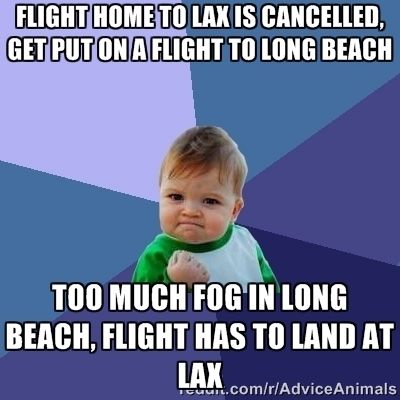 FLIGHT HOME TO LAX IS CANCELLED,
GET PUT ON A FLIGHT TO LONG BEACH
TOO MUCH FOG IN LONG
BEACH, FLIGHT HAS TO LAND AT
LAX
reddit.com/r/AdviceAnimals